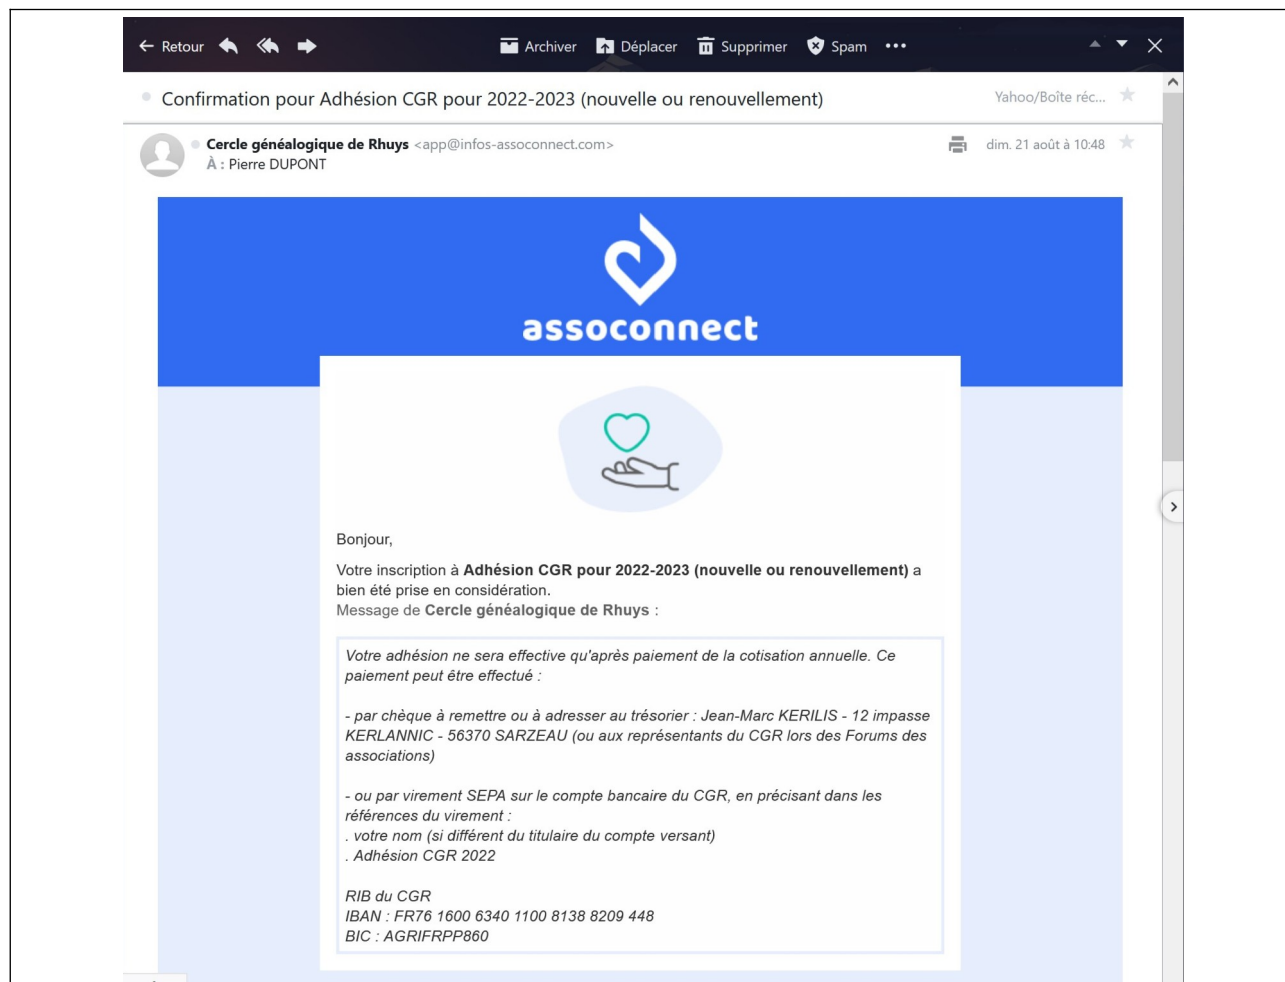 Retour
Archiver
Déplacer
Supprimer
Spam
Confirmation pour Adhésion CGR pour 2022-2023 (nouvelle ou renouvellement)
Yahoo/Boîte réc...
Cercle généalogique de Rhuys <app@infos-assoconnect.com>
dim. 21 août à 10:48
À : Pierre DUPONT
assoconnect
Bonjour,
Votre inscription à Adhésion CGR pour 2022-2023 (nouvelle ou renouvellement) a
bien été prise en considération.
Message de Cercle généalogique de Rhuys :
Votre adhésion ne sera effective qu'après paiement de la cotisation annuelle. Ce
paiement peut être effectué :
- par chèque à remettre ou à adresser au trésorier : Jean-Marc KERILIS - 12 impasse
KERLANNIC - 56370 SARZEAU (ou aux représentants du CGR lors des Forums des
associations)
- ou par virement SEPA sur le compte bancaire du CGR, en précisant dans les
références du virement :
. votre nom (si différent du titulaire du compte versant)
. Adhésion CGR 2022
RIB du CGR
IBAN : FR76 1600 6340 1100 8138 8209 448
BIC : AGRIFRPP860